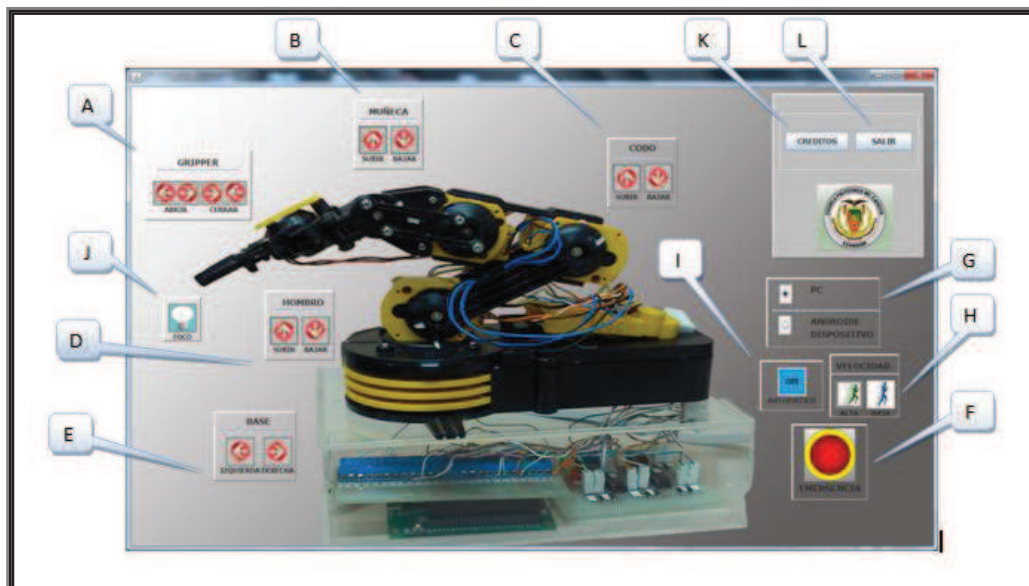 B
C
K
L
A
MUÑECA
SUBIR BAJAR
GRIPPER
ABRIR CERRAR
CODO
SUBIR BAJAR
CREDITOS SALIR
ECUADOR
J
FOCO
HOMBRO
SUBIR BAJAR
D
I
PC
ANDROIDE
DISPOSITIVO
G
H
VELOCIDAD
ALTA BAJA
AUTOMATICO
E
BASE
IZQUIERDA DERECHA
F
EMERGENCIA